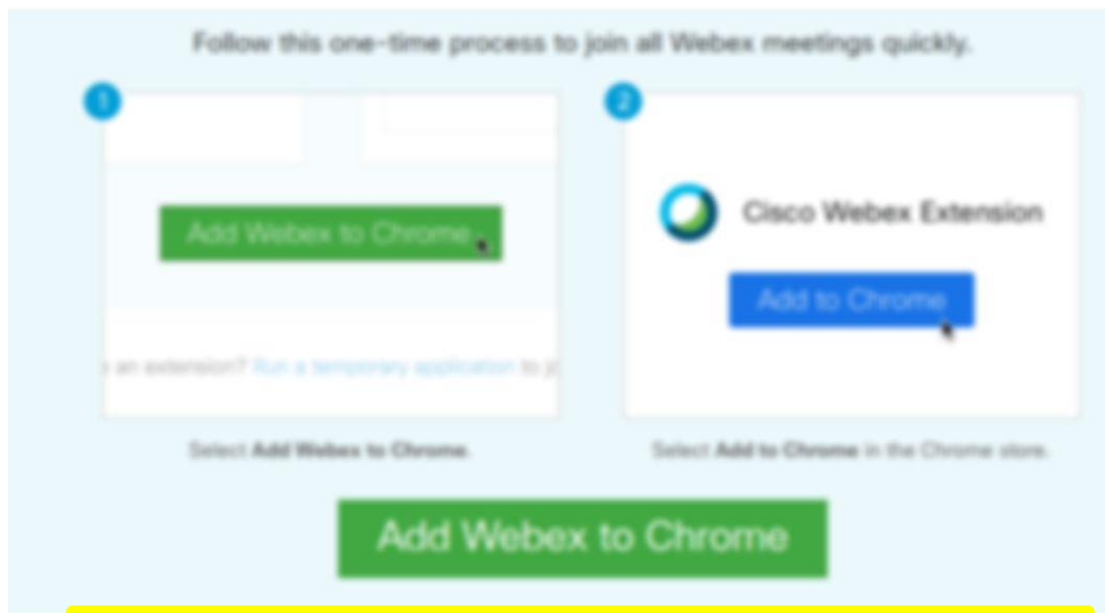 Follow this one-time process to join all Webex meetings quickly.
1
Add Webex to Chrome
an extension? Run a temporary application to
Select Add Webex to Chrome.
2
Cisco Webex Extension
Add to Chrome
Select Add to Chrome in the Chrome store.
Add Webex to Chrome